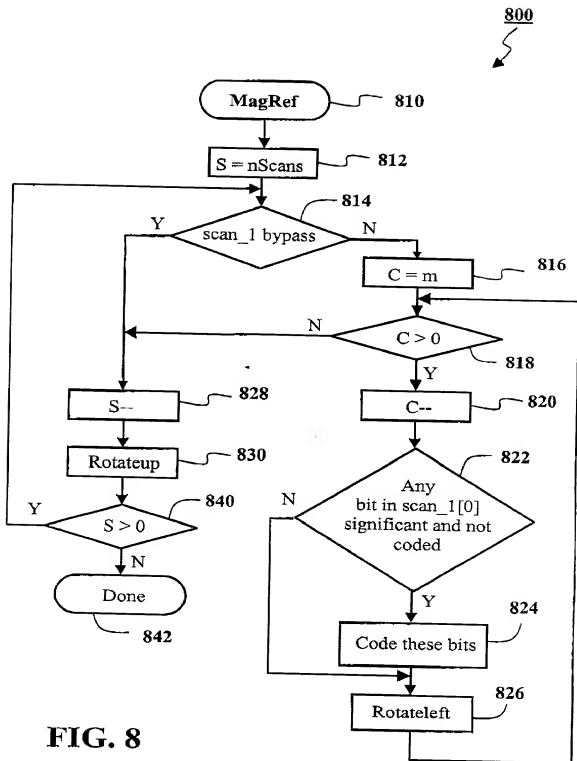 800
MagRef
810
S = nScans
812
814
Y
scan_1 bypass
N
C = m
816
N
C > 0
818
Y
S--
828
C--
820
Rotateup
830
822
Y
S > 0
840
N
Any
bit in scan_1[0]
significant and not
coded
N
Done
842
Y
Code these bits
824
Rotateleft
826
FIG. 8